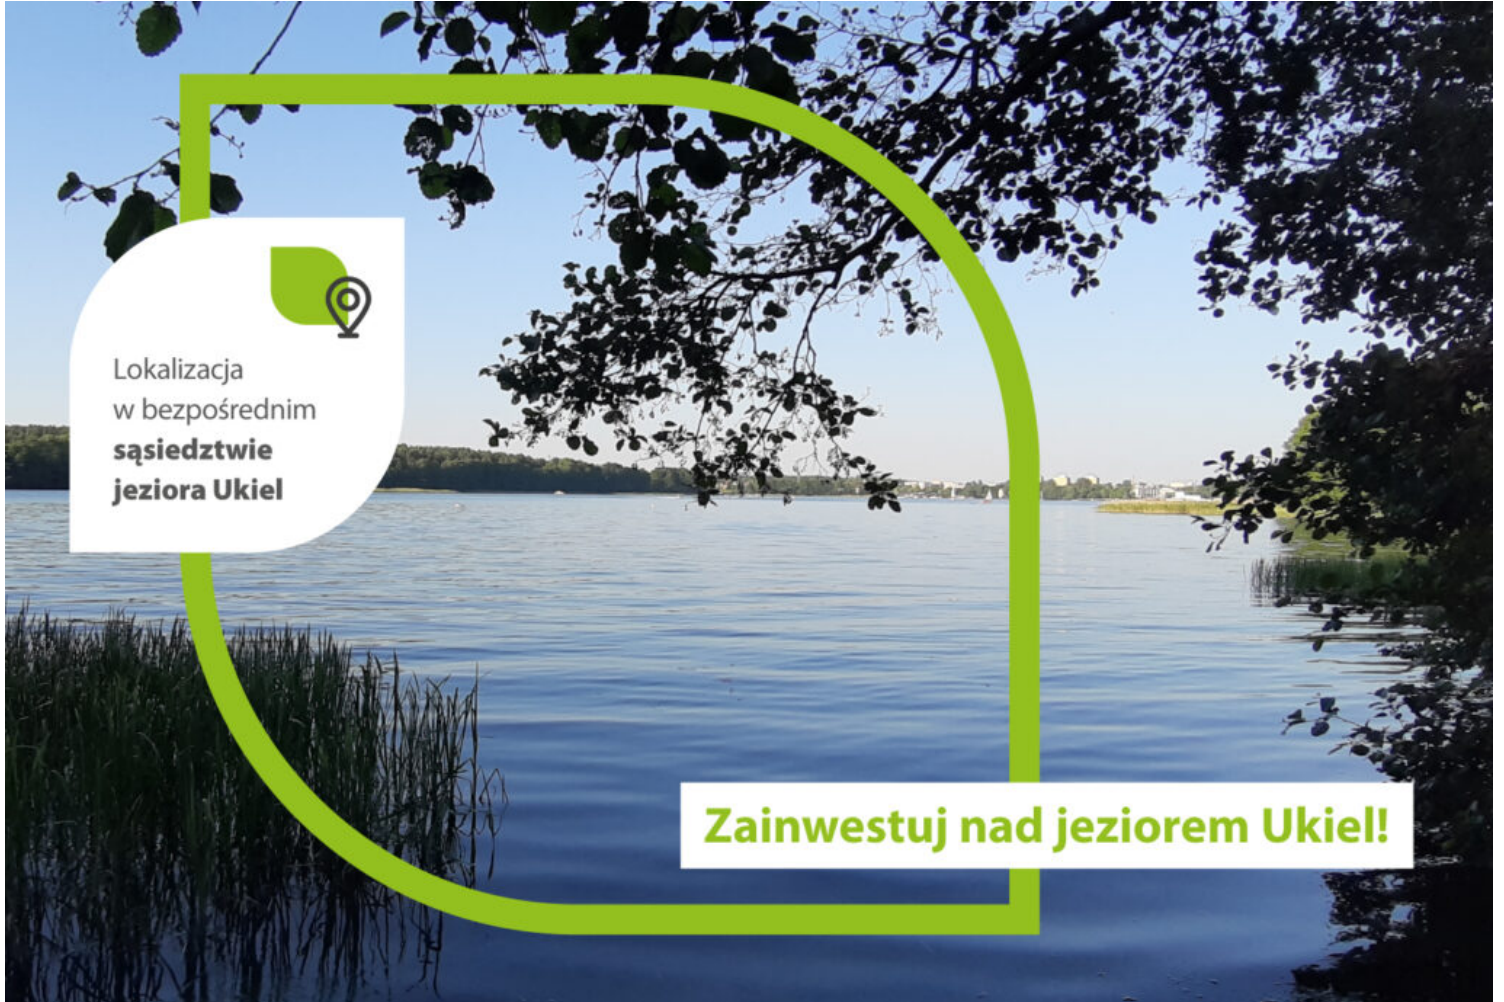 Lokalizacja
w bezpośrednim
sąsiedztwie
jeziora Ukiel
Zainwestuj nad jeziorem Ukiel!